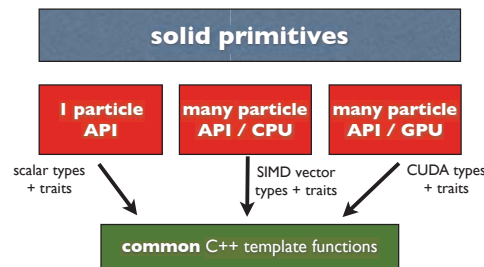 solid primitives
1 particle
API
many particle
API / CPU
many particle
API / GPU
scalar types
+ traits
SIMD vector
types + traits
CUDA types
+ traits
common C++ template functions